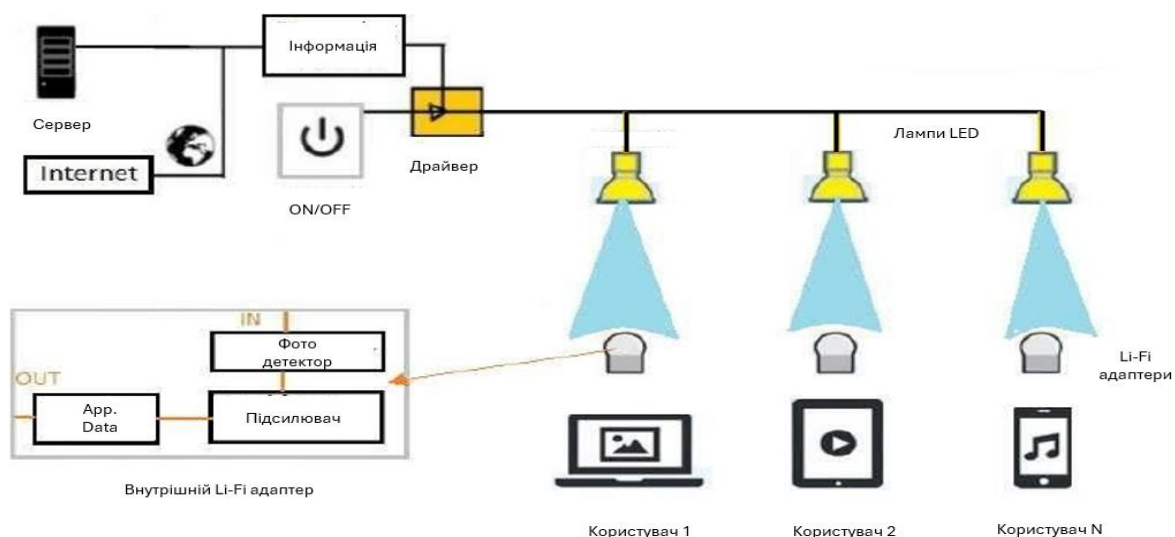 Інформація
Сервер
Internet
ON/OFF
Драйвер
Лампи LED
IN
Фото
детектор
OUT
App.
Data
Підсилювач
Внутрішній Li-Fi адаптер
Li-Fi
адаптери
Користувач 1
Користувач 2
Користувач N